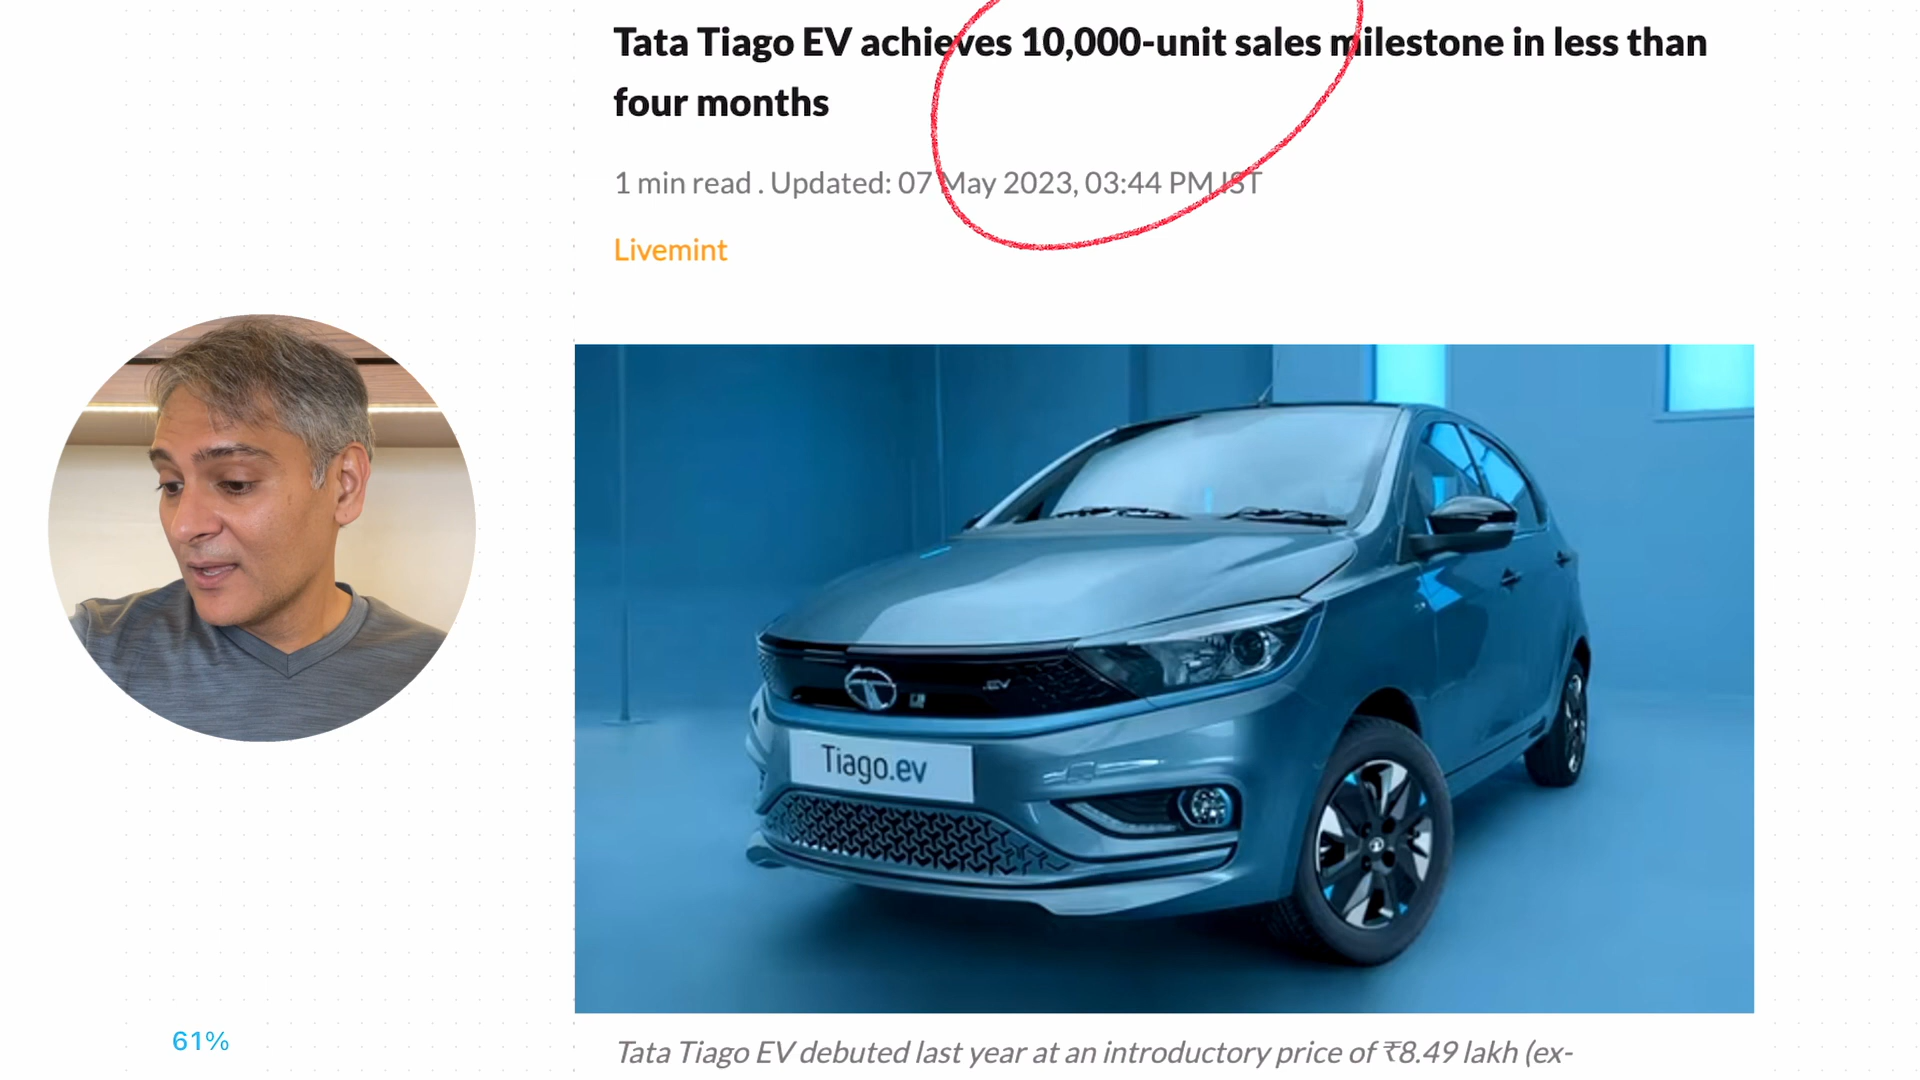 Tata Tiago EV achieves 10,000-unit sales milestone in less than
four months
1 min read . Updated: 07 May 2023, 03:44 PM IST
Livemint
.EV
Tiago.ev
61%
Tata Tiago EV debuted last year at an introductory price of ₹8.49 lakh (ex-